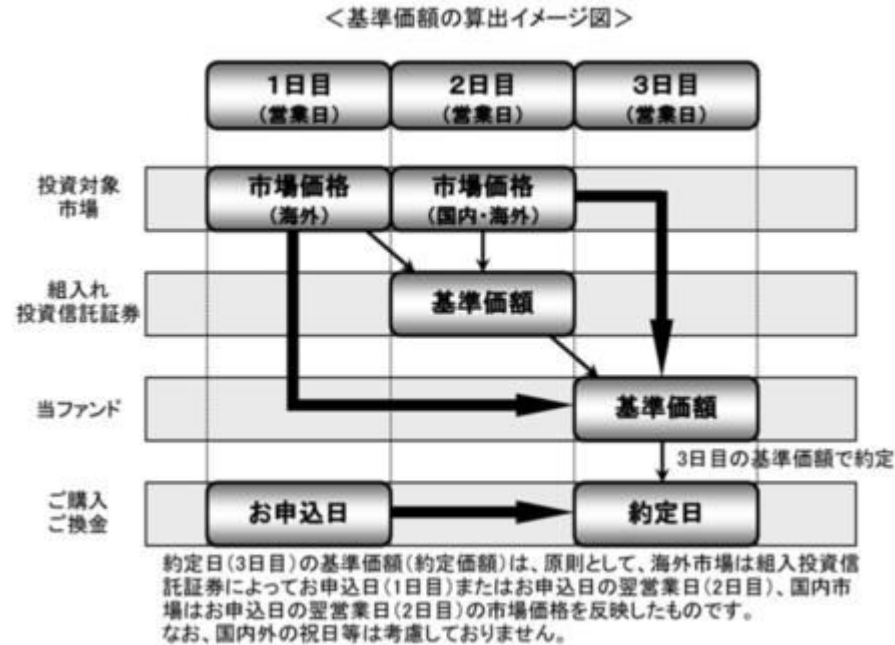 ＜基準価額の算出イメージ図＞
1日目
（営業日）
2日目
（営業日）
3日目
（営業日）
投資対象
市場
市場価格
（海外）
市場価格
（国内・海外）
組入れ
投資信託証券
基準価額
当ファンド
基準価額
3日目の基準価額で約定
ご購入
ご換金
お申込日
約定日
約定日（3日目）の基準価額（約定価額）は、原則として、海外市場は組入投資信
託証券によってお申込日（1日目）またはお申込日の翌営業日（2日目）、国内市
場はお申込日の翌営業日（2日目）の市場価格を反映したものです。
なお、国内外の祝日等は考慮しておりません。